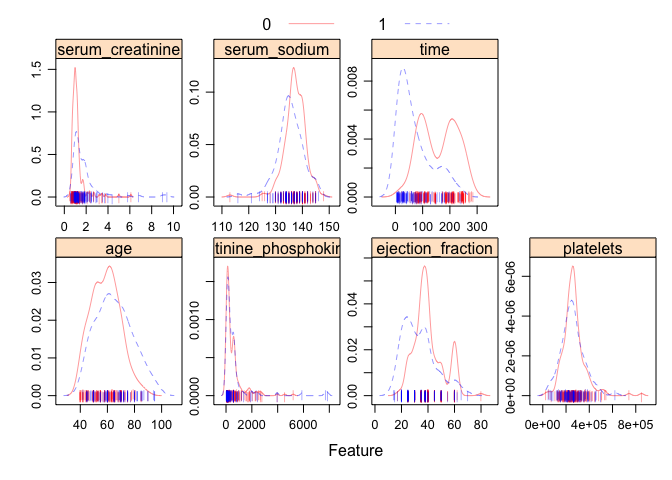 0 1
serum_creatinine
0.0 0.5 1.0 1.5
0 2 4 6 8 10
serum_sodium
0.00 0.05 0.10
110 120 130 140 150
time
0.000 0.004 0.008
0 100 200 300
age
0.00 0.01 0.02 0.03
40 60 80 100
tinine_phosphokin
0.0000 0.0010
0 2000 6000
ejection_fraction
0.00 0.02 0.04
0 20 40 60 80
platelets
0e+00 2e-06 4e-06 6e-06
0e+00 4e+05 8e+05
Feature